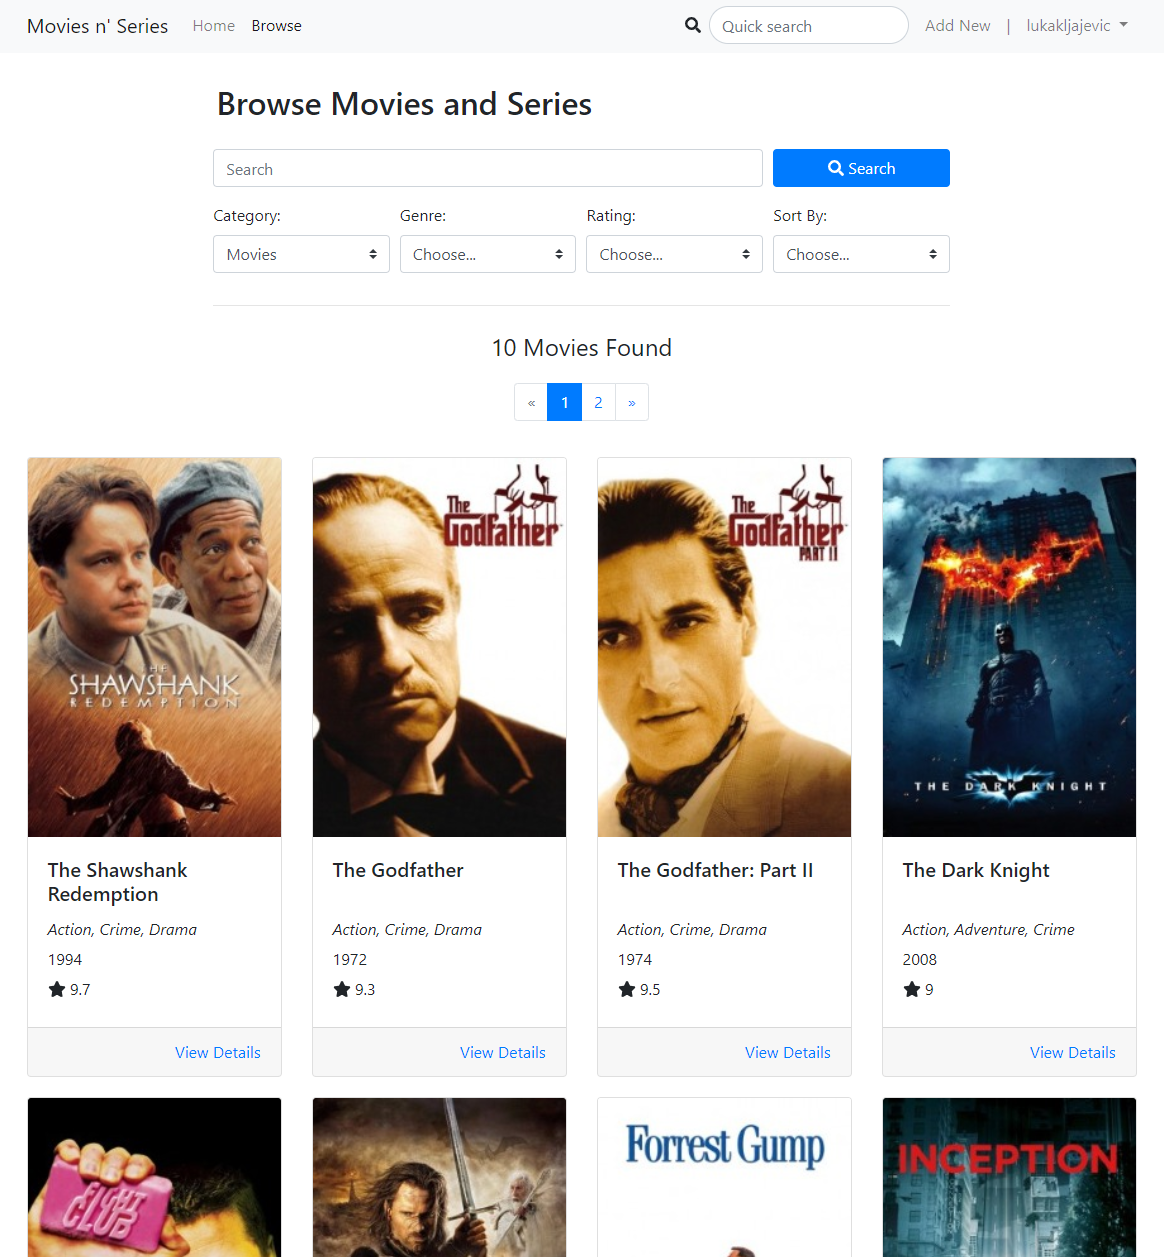 Movies n' Series Home Browse Quick search Add New | lukakljajevic
Browse Movies and Series
Search Search
Category: Genre: Rating: Sort By:
Movies Choose... Choose... Choose...
10 Movies Found
« 1 2 »
THE
SHAWSHANK
REDEMPTION
The
Godfather
The
Godfather
PART II
THE DARK KNIGHT
The Shawshank
Redemption
Action, Crime, Drama
1994
9.7
View Details
The Godfather
Action, Crime, Drama
1972
9.3
View Details
The Godfather: Part II
Action, Crime, Drama
1974
9.5
View Details
The Dark Knight
Action, Adventure, Crime
2008
9
View Details
FIGHT
CLUB
Forrest Gump
INCEPTION